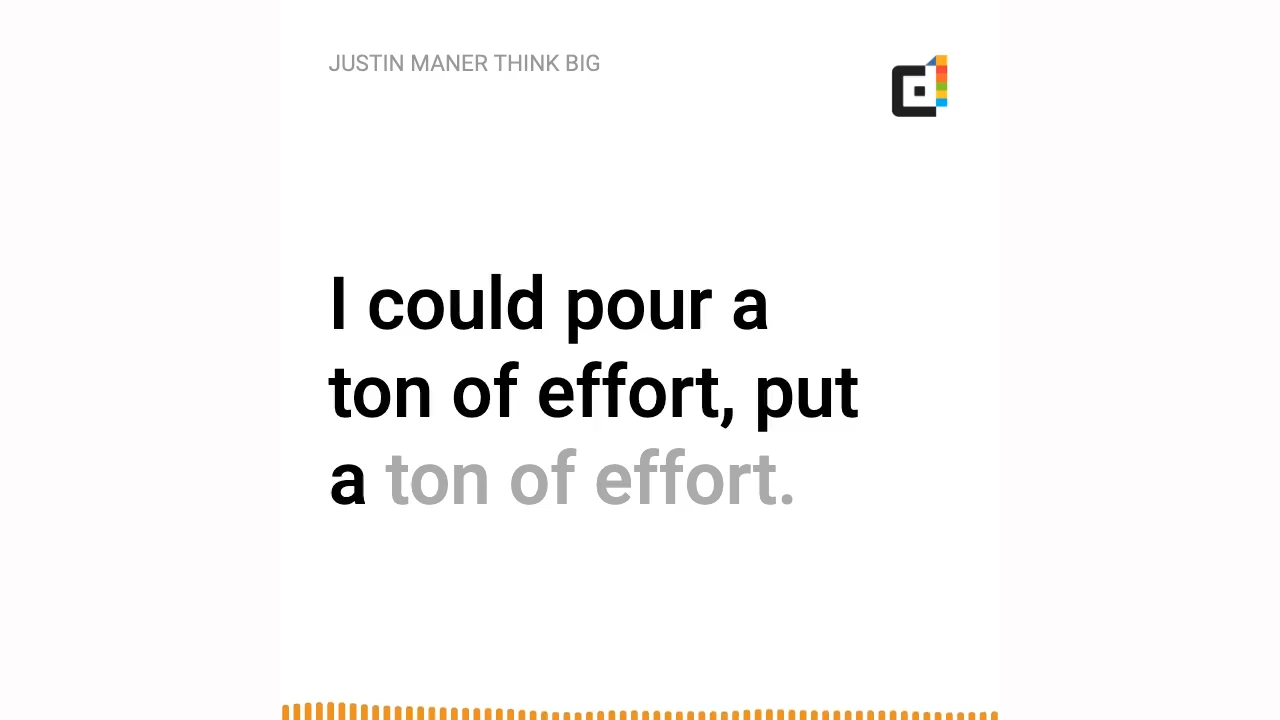 JUSTIN MANER THINK BIG
I could pour a
ton of effort, put
a ton of effort.